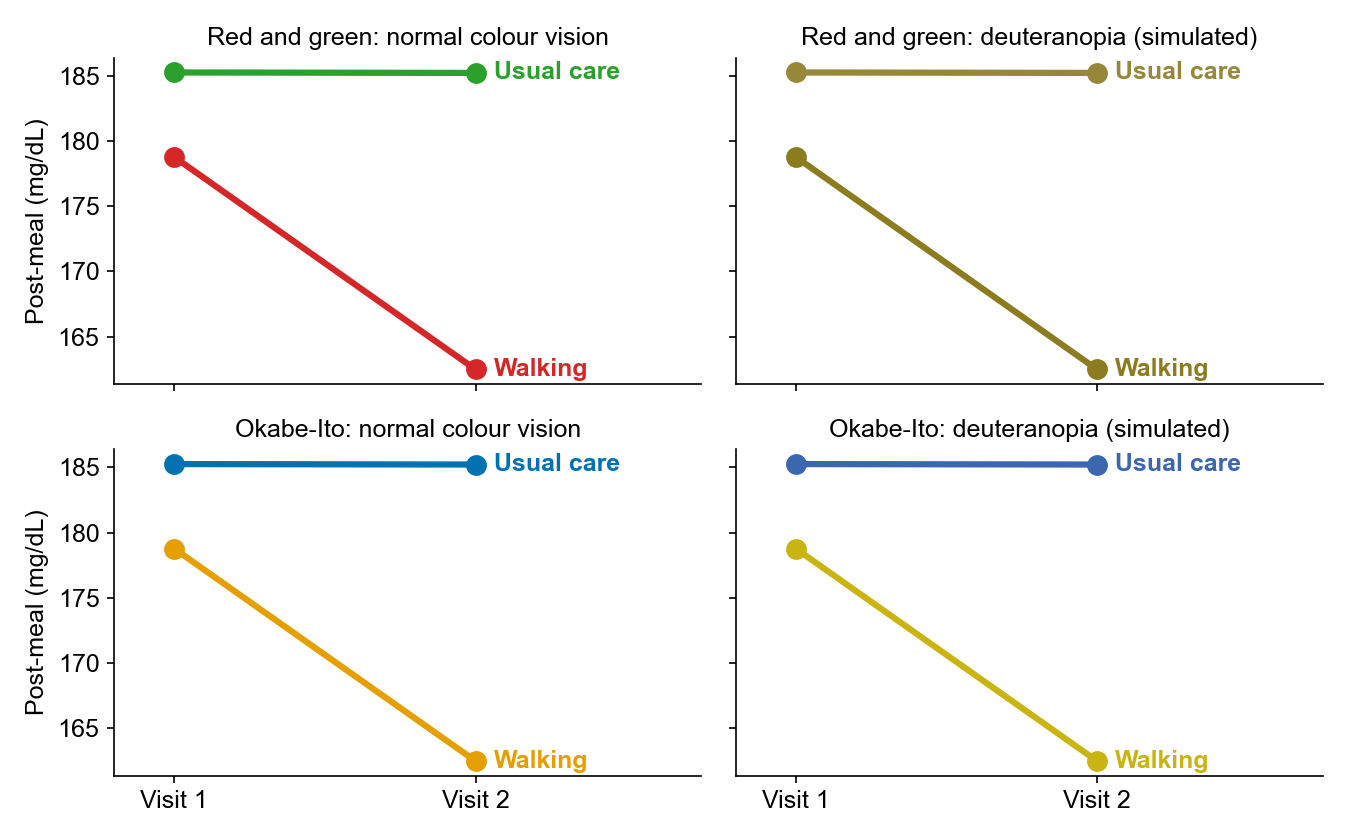 Red and green: normal colour vision
Red and green: deuteranopia (simulated)
Post-meal (mg/dL)
185
180
175
170
165
Usual care
Walking
Usual care
Walking
Okabe-Ito: normal colour vision
Okabe-Ito: deuteranopia (simulated)
Post-meal (mg/dL)
185
180
175
170
165
Usual care
Walking
Usual care
Walking
Visit 1
Visit 2
Visit 1
Visit 2